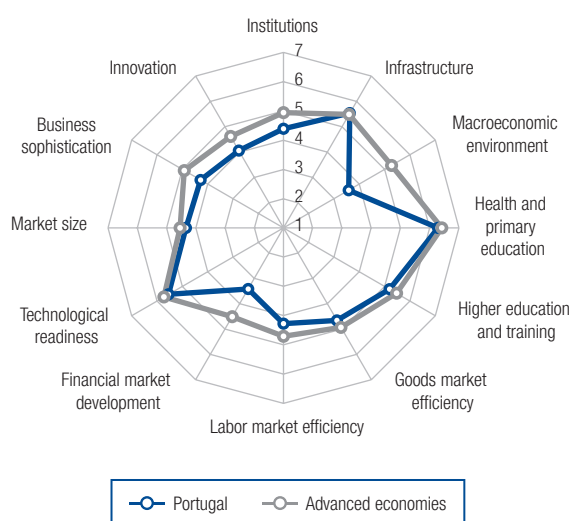 Institutions
7
6
5
4
3
2
1
Infrastructure
Macroeconomic
environment
Health and
primary
education
Higher education
and training
Goods market
efficiency
Labor market efficiency
Financial market
development
Technological
readiness
Market size
Business
sophistication
Innovation
Portugal
Advanced economies